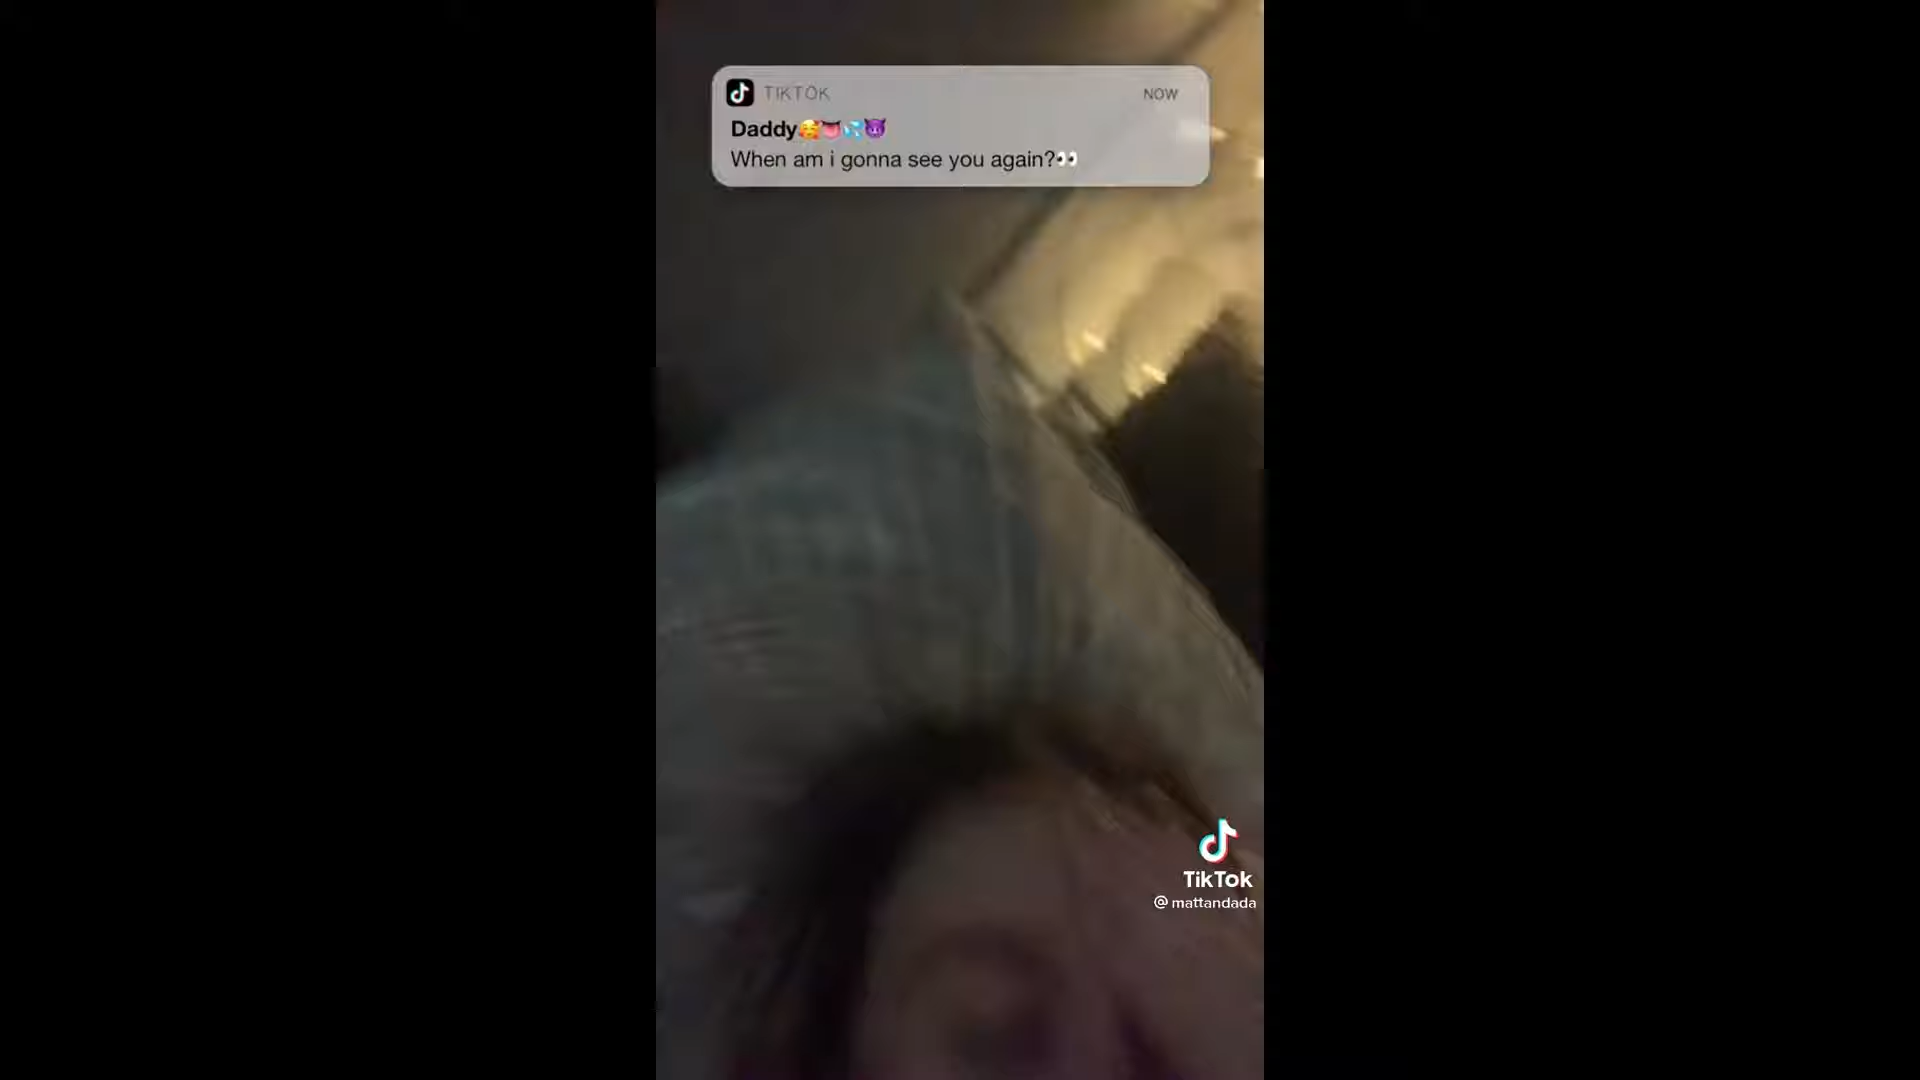 TIKTOK NOW
Daddy🥰👅💦😈
When am i gonna see you again?👀
TikTok
@mattandada